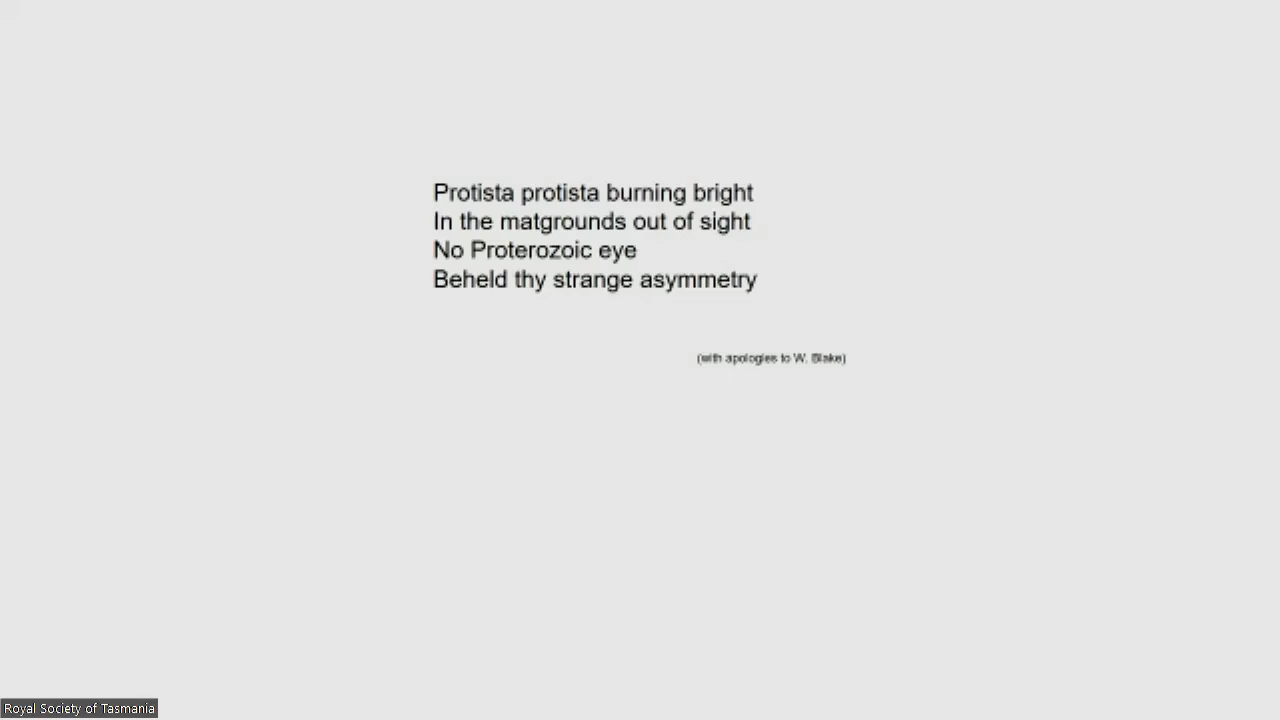 Protista protista burning bright
In the matgrounds out of sight
No Proterozoic eye
Beheld thy strange asymmetry
(with apologies to W. Blake)
Royal Society of Tasmania